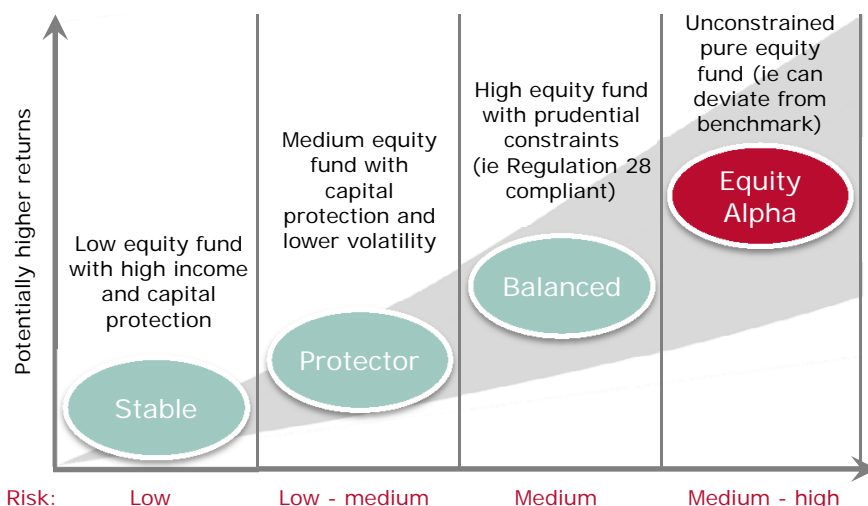 Potentially higher returns
Low equity fund
with high income
and capital
protection
Stable
Medium equity
fund with
capital
protection and
lower volatility
Protector
High equity fund
with prudential
constraints
(ie Regulation 28
compliant)
Balanced
Unconstrained
pure equity
fund (ie can
deviate from
benchmark)
Equity
Alpha
Risk: Low Low - medium Medium Medium - high